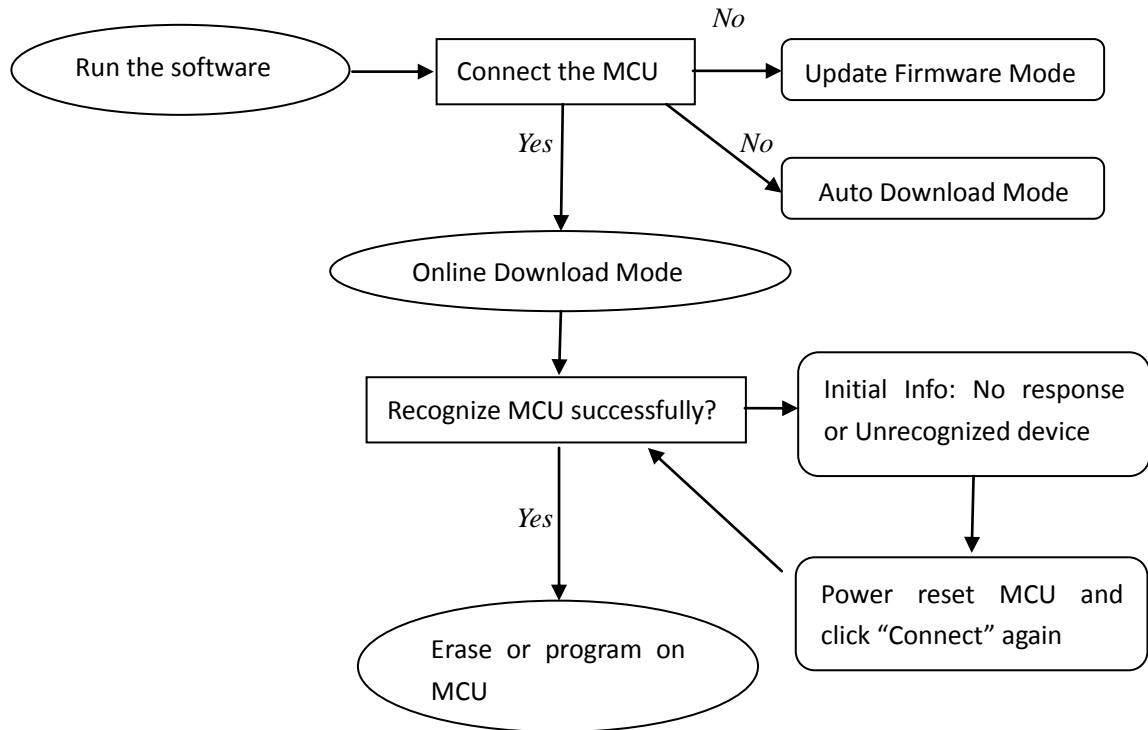 No
Run the software
Connect the MCU
Update Firmware Mode
Yes
No
Auto Download Mode
Online Download Mode
Recognize MCU successfully?
Initial Info: No response
or Unrecognized device
Yes
Power reset MCU and
click “Connect” again
Erase or program on
MCU